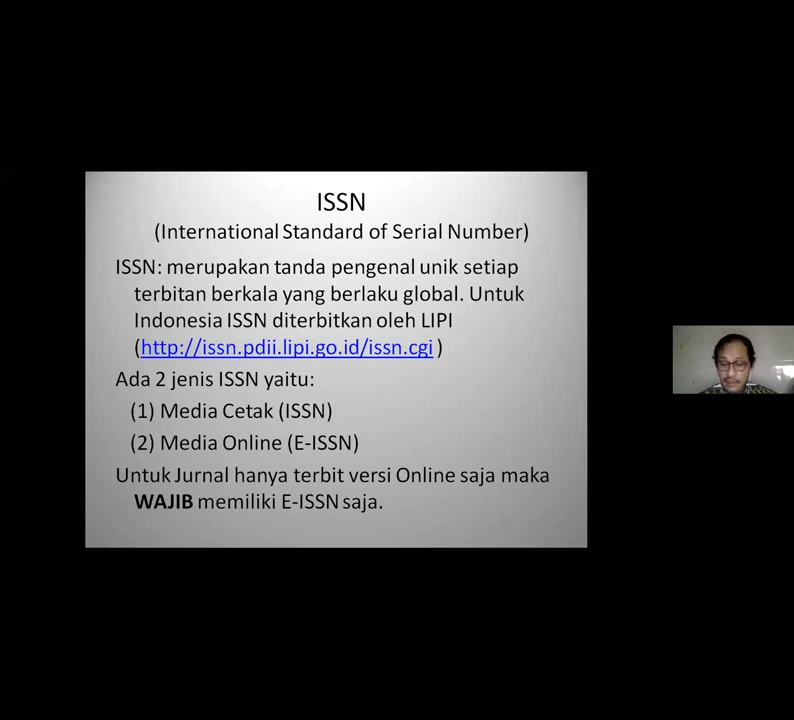 ISSN
(International Standard of Serial Number)
ISSN: merupakan tanda pengenal unik setiap
terbitan berkala yang berlaku global. Untuk
Indonesia ISSN diterbitkan oleh LIPI
(http://issn.pdii.lipi.go.id/issn.cgi )
Ada 2 jenis ISSN yaitu:
(1) Media Cetak (ISSN)
(2) Media Online (E-ISSN)
Untuk Jurnal hanya terbit versi Online saja maka
WAJIB memiliki E-ISSN saja.